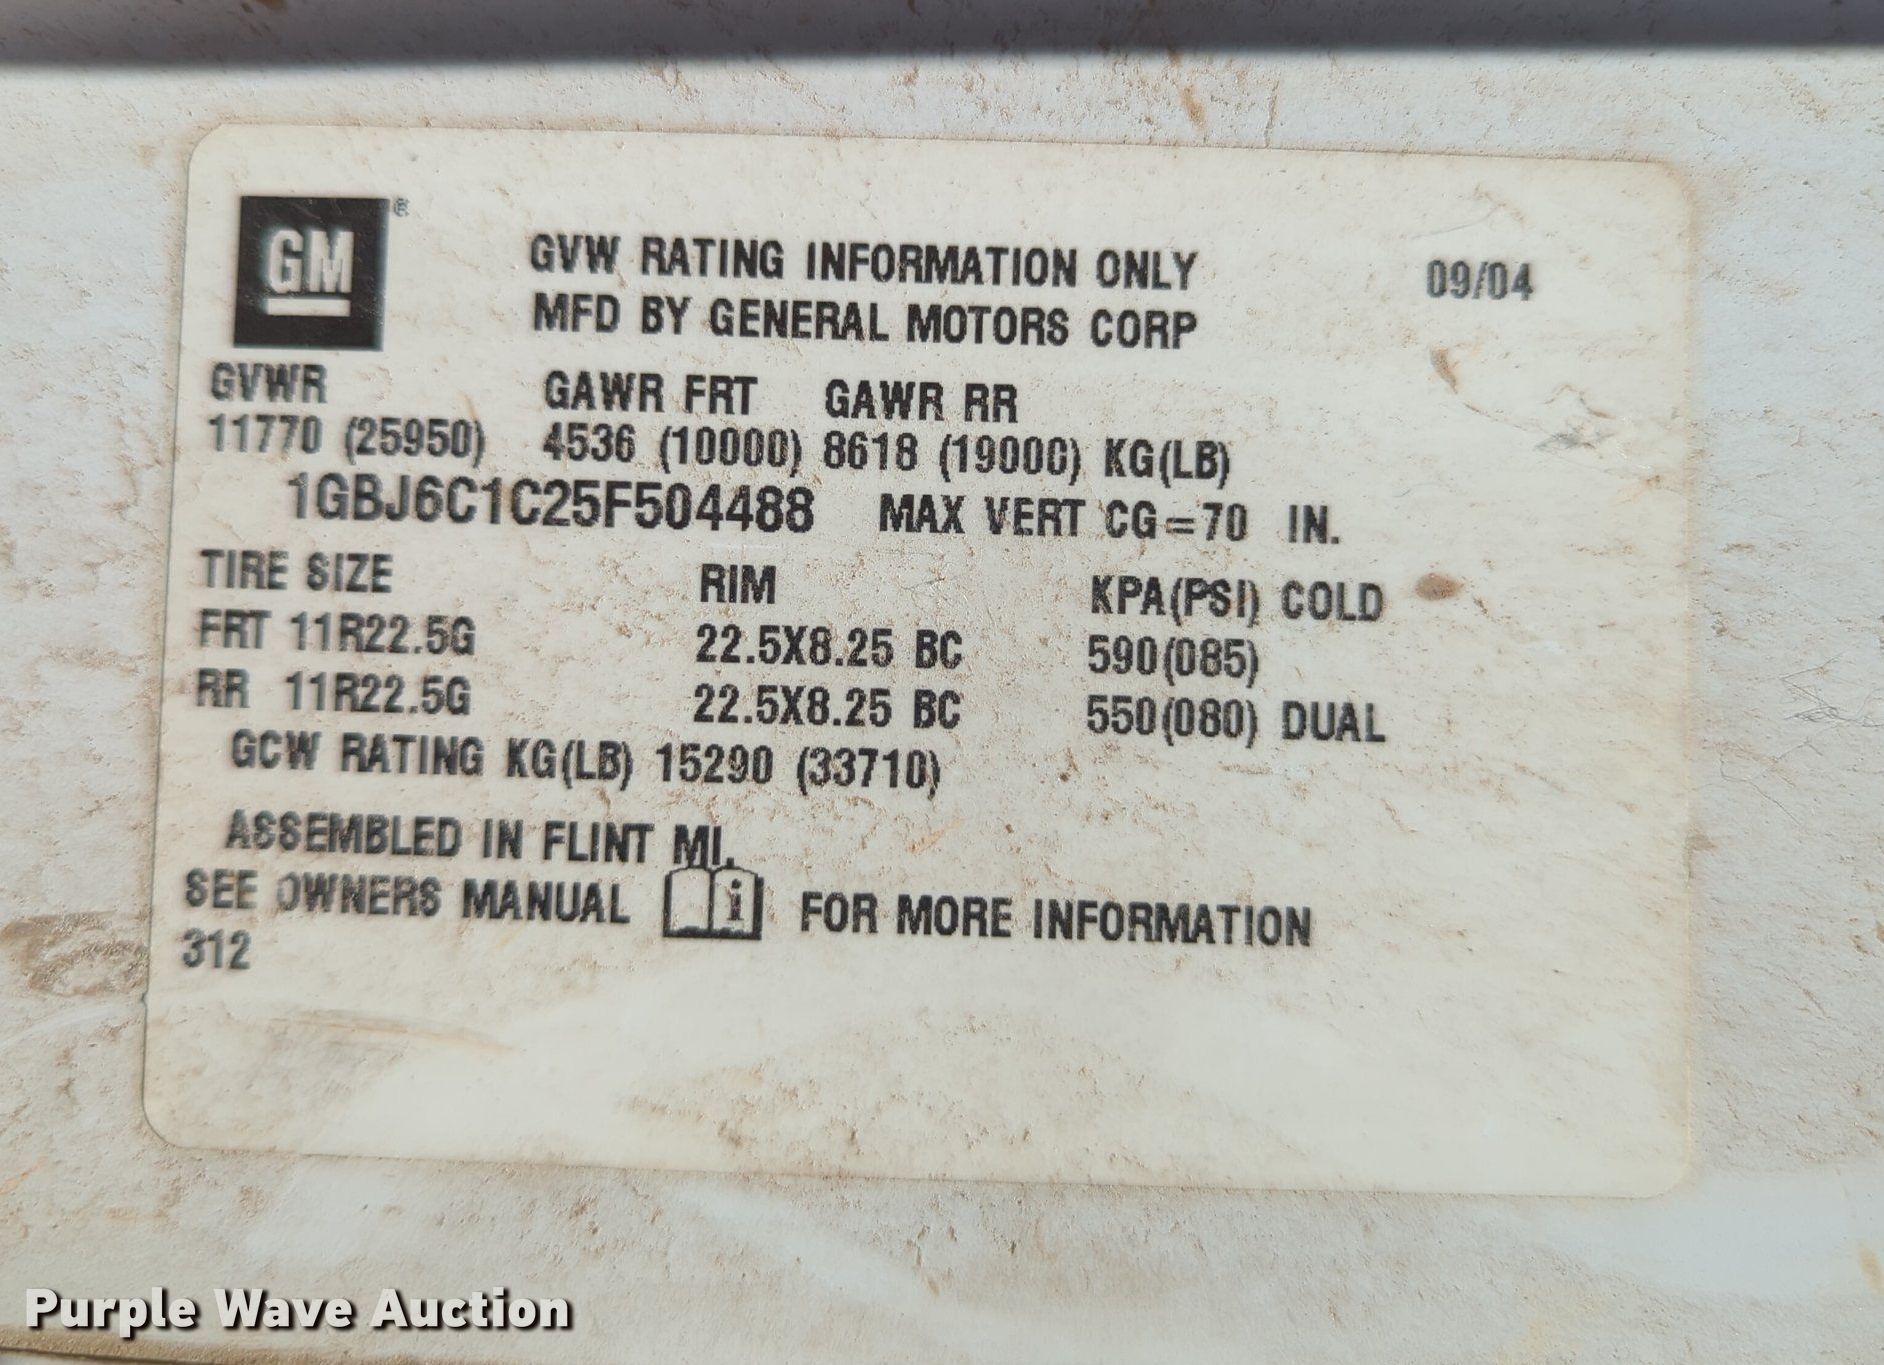 GM®
GVW RATING INFORMATION ONLY 09/04
MFD BY GENERAL MOTORS CORP
GVWR GAWR FRT GAWR RR
11770 (25950) 4536 (10000) 8618 (19000) KG(LB)
1GBJ6C1C25F504488 MAX VERT CG=70 IN.
TIRE SIZE RIM KPA(PSI) COLD
FRT 11R22.5G 22.5X8.25 BC 590(085)
RR 11R22.5G 22.5X8.25 BC 550(080) DUAL
GCW RATING KG(LB) 15290 (33710)
ASSEMBLED IN FLINT MI.
SEE OWNERS MANUAL i FOR MORE INFORMATION
312
Purple Wave Auction